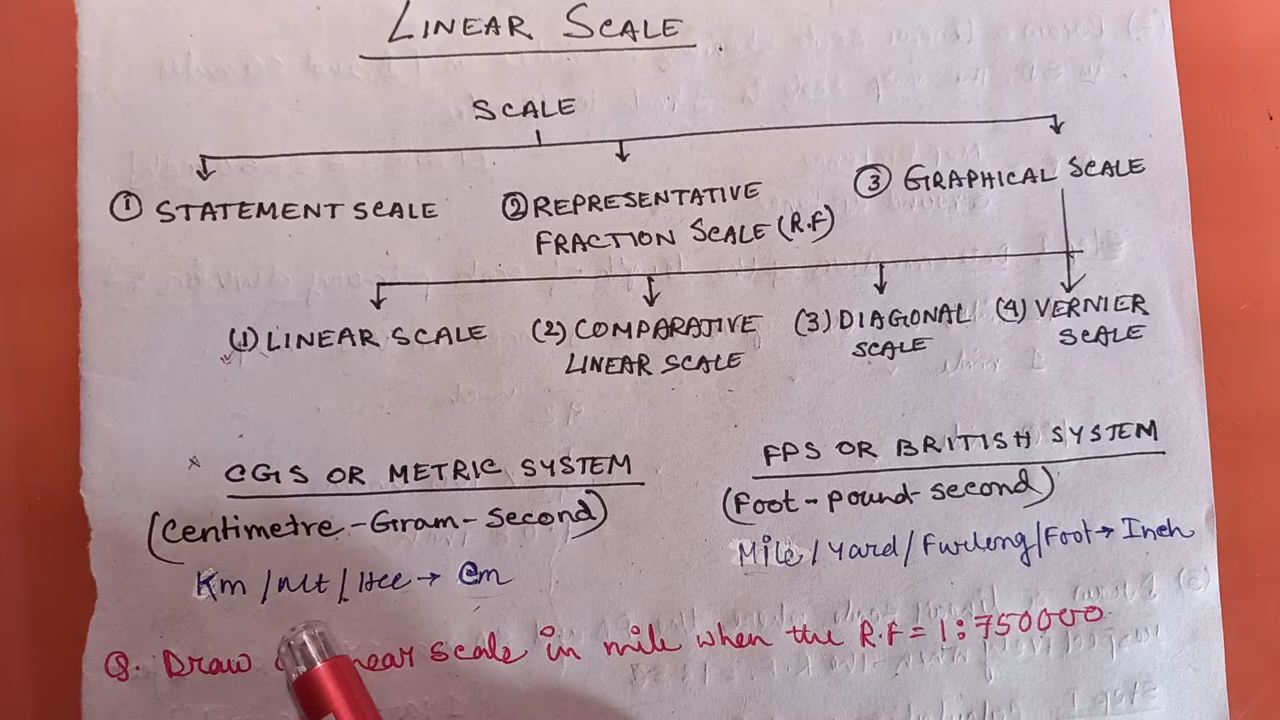 LINEAR SCALE
SCALE
① STATEMENT SCALE
② REPRESENTATIVE
FRACTION SCALE (R.F)
③ GRAPHICAL SCALE
(1) LINEAR SCALE
(2) COMPARATIVE
LINEAR SCALE
(3) DIAGONAL
SCALE
(4) VERNIER
SCALE
CGS OR METRIC SYSTEM
(Centimetre-Gram-Second)
Km / Mt / Hec → cm
FPS OR BRITISH SYSTEM
(Foot-pound-second)
Mile / Yard / Furlong / Foot → Inch
Q. Draw near scale in mile when the R.F = 1:750000